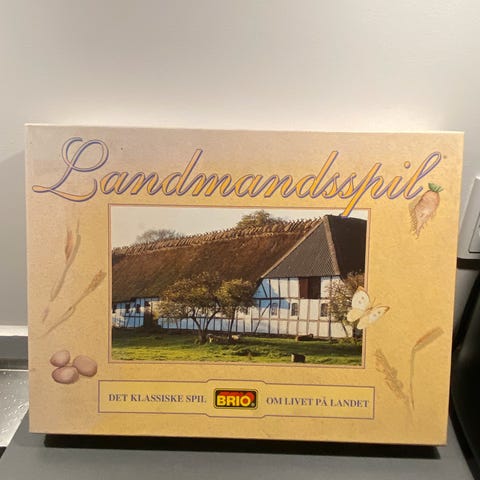 Landmandsspil
DET KLASSISKE SPIL BRIO® OM LIVET PÅ LANDET